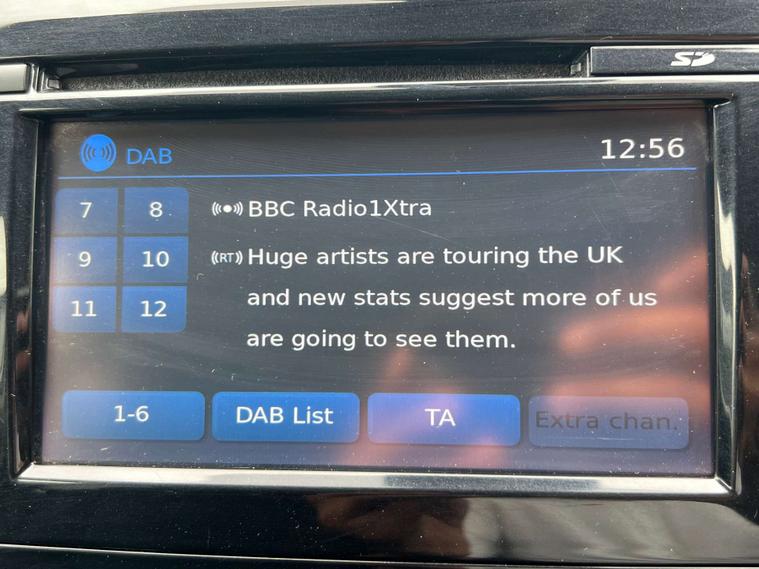 SD
DAB
12:56
7 8
BBC Radio1Xtra
9 10
RT Huge artists are touring the UK
and new stats suggest more of us
11 12
are going to see them.
1-6 DAB List TA Extra chan.